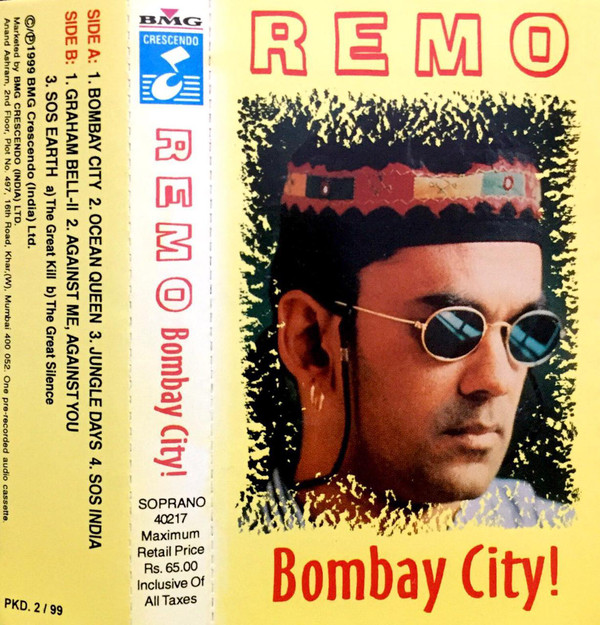 SIDE A: 1. BOMBAY CITY 2. OCEAN QUEEN 3. JUNGLE DAYS 4. SOS INDIA
SIDE B: 1. GRAHAM BELL-II 2. AGAINST ME, AGAINST YOU
3. SOS EARTH a) The Great Kill b) The Great Silence
©/℗1999 BMG Crescendo (India) Ltd.
Marketed by BMG CRESCENDO (INDIA) LTD.
Anand Ashram, 2nd Floor, Plot No. 497, 16th Road, Khar,(W), Mumbai 400 052. One pre-recorded audio cassette.
PKD. 2 / 99
BMG
CRESCENDO
REMO Bombay City!
SOPRANO
40217
Maximum
Retail Price
Rs. 65.00
Inclusive Of
All Taxes
REMO
Bombay City!